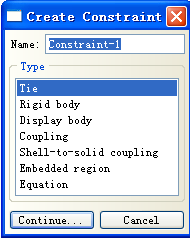 Create Constraint
Name: Constraint-1
Type
Tie
Rigid body
Display body
Coupling
Shell-to-solid coupling
Embedded region
Equation
Continue... Cancel